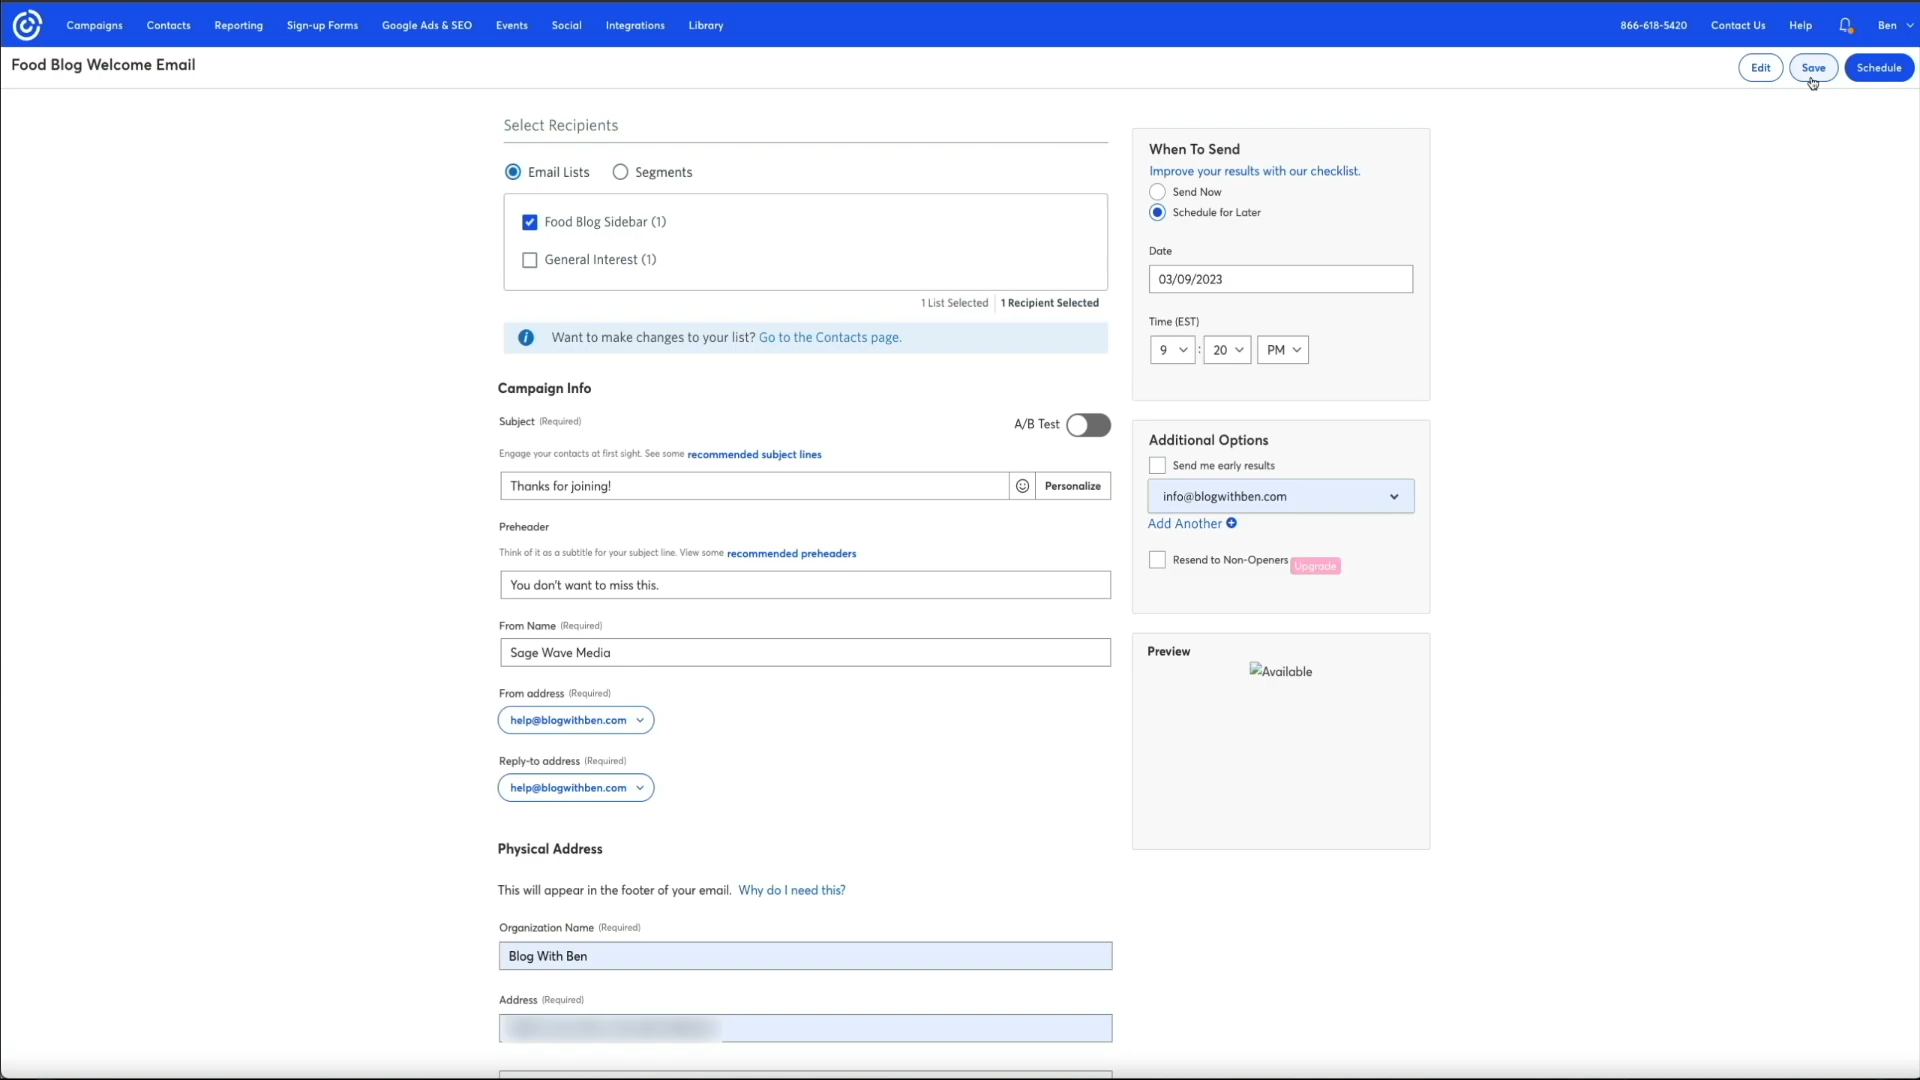 Campaigns Contacts Reporting Sign-up Forms Google Ads & SEO Events Social Integrations Library 866-618-5420 Contact Us Help Ben
Food Blog Welcome Email
Edit Save Schedule
Select Recipients
Email Lists Segments
Food Blog Sidebar (1)
General Interest (1)
1 List Selected 1 Recipient Selected
Want to make changes to your list? Go to the Contacts page.
Campaign Info
Subject (Required)
A/B Test
Engage your contacts at first sight. See some recommended subject lines
Thanks for joining!
Personalize
Preheader
Think of it as a subtitle for your subject line. View some recommended preheaders
You don't want to miss this.
From Name (Required)
Sage Wave Media
From address (Required)
help@blogwithben.com
Reply-to address (Required)
help@blogwithben.com
Physical Address
This will appear in the footer of your email. Why do I need this?
Organization Name (Required)
Blog With Ben
Address (Required)
When To Send
Improve your results with our checklist.
Send Now
Schedule for Later
Date
03/09/2023
Time (EST)
9 : 20 PM
Additional Options
Send me early results
info@blogwithben.com
Add Another
Resend to Non-Openers Upgrade
Preview
Available